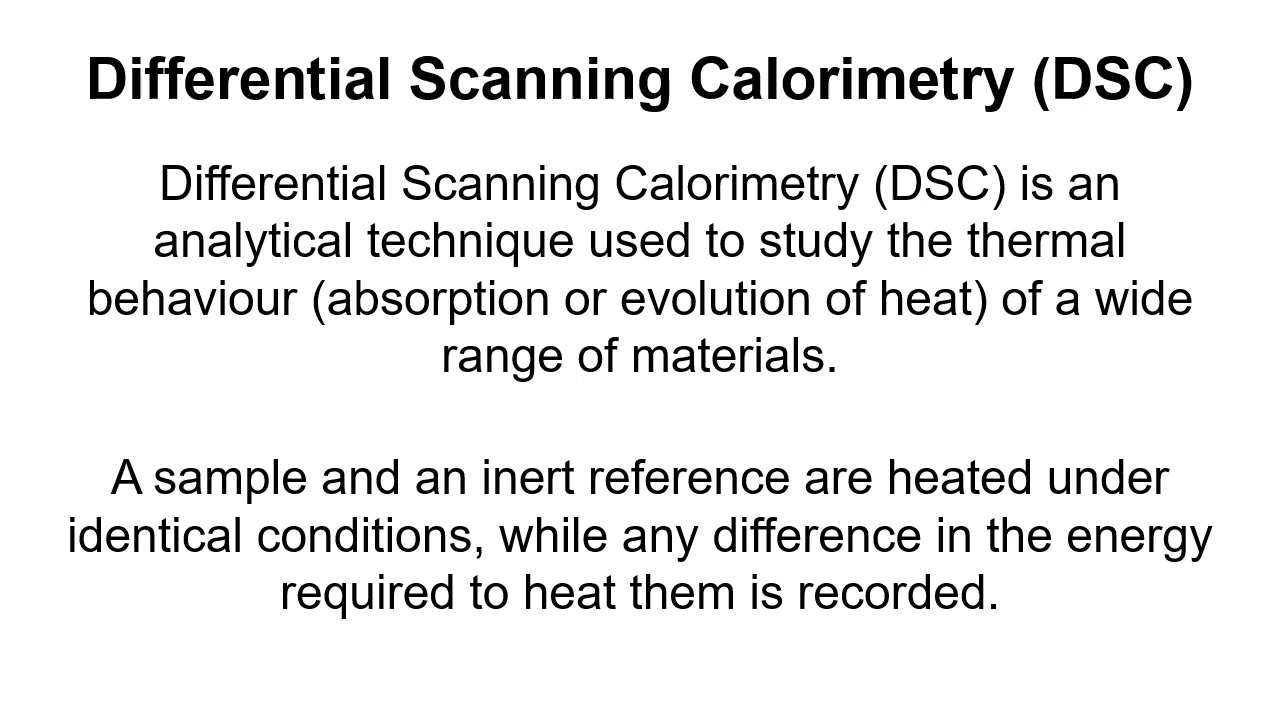 Differential Scanning Calorimetry (DSC)
Differential Scanning Calorimetry (DSC) is an
analytical technique used to study the thermal
behaviour (absorption or evolution of heat) of a wide
range of materials.
A sample and an inert reference are heated under
identical conditions, while any difference in the energy
required to heat them is recorded.